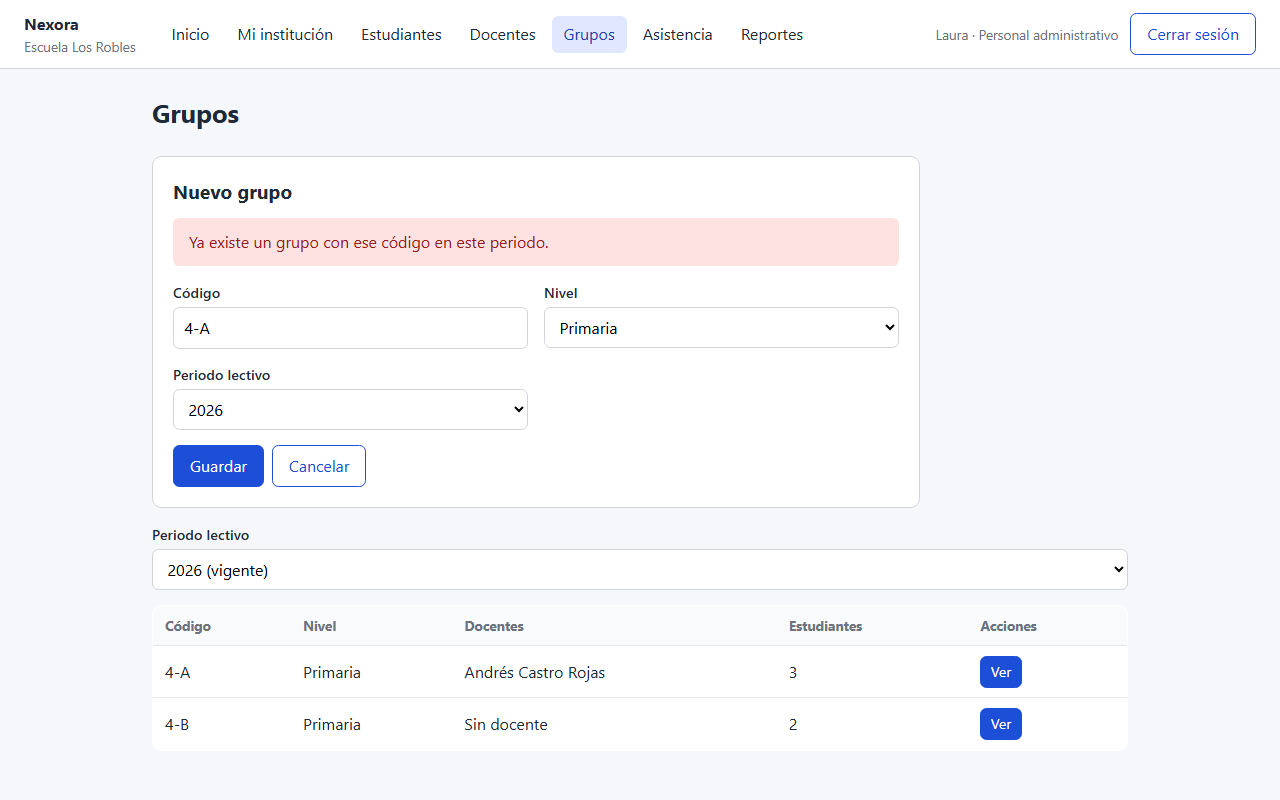 Nexora
Escuela Los Robles
Inicio
Mi institución
Estudiantes
Docentes
Grupos
Asistencia
Reportes
Laura · Personal administrativo
Cerrar sesión
Grupos
Nuevo grupo
Ya existe un grupo con ese código en este periodo.
Código
Nivel
4-A
Primaria
Periodo lectivo
2026
Guardar
Cancelar
Periodo lectivo
2026 (vigente)
Código Nivel Docentes Estudiantes Acciones
4-A Primaria Andrés Castro Rojas 3 Ver
4-B Primaria Sin docente 2 Ver